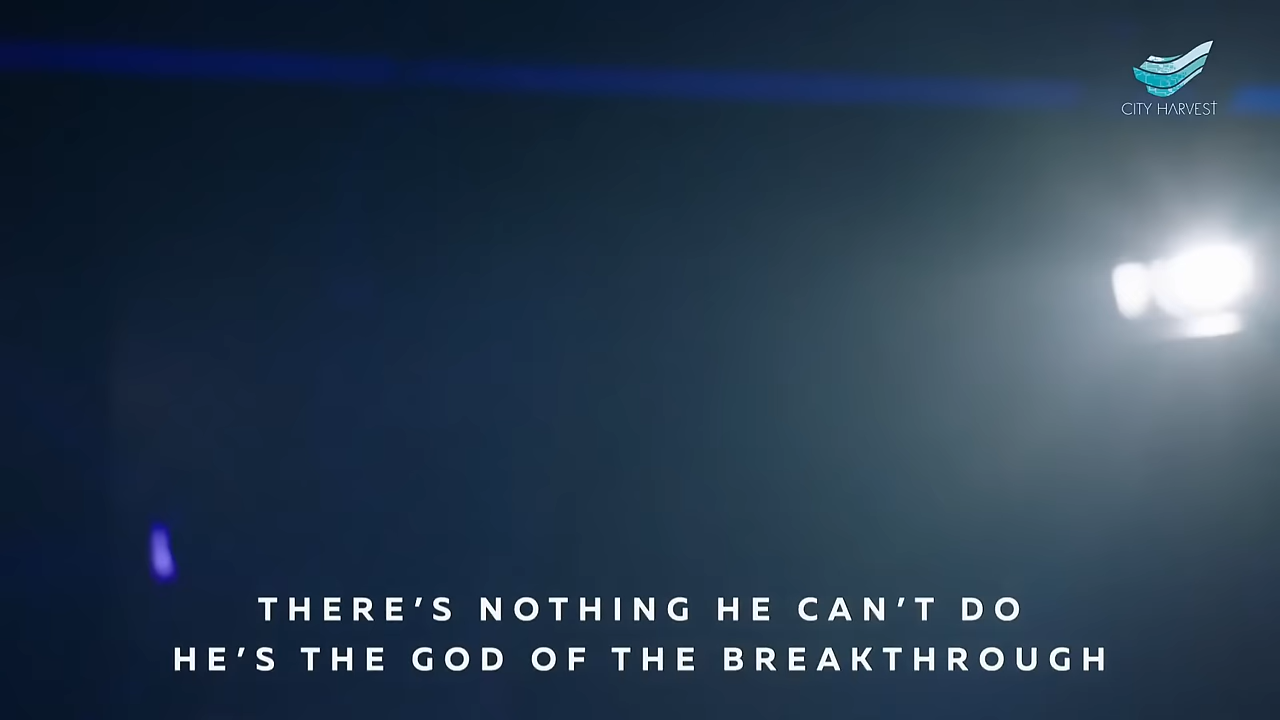 CITY HARVEST
THERE’S NOTHING HE CAN’T DO
HE’S THE GOD OF THE BREAKTHROUGH